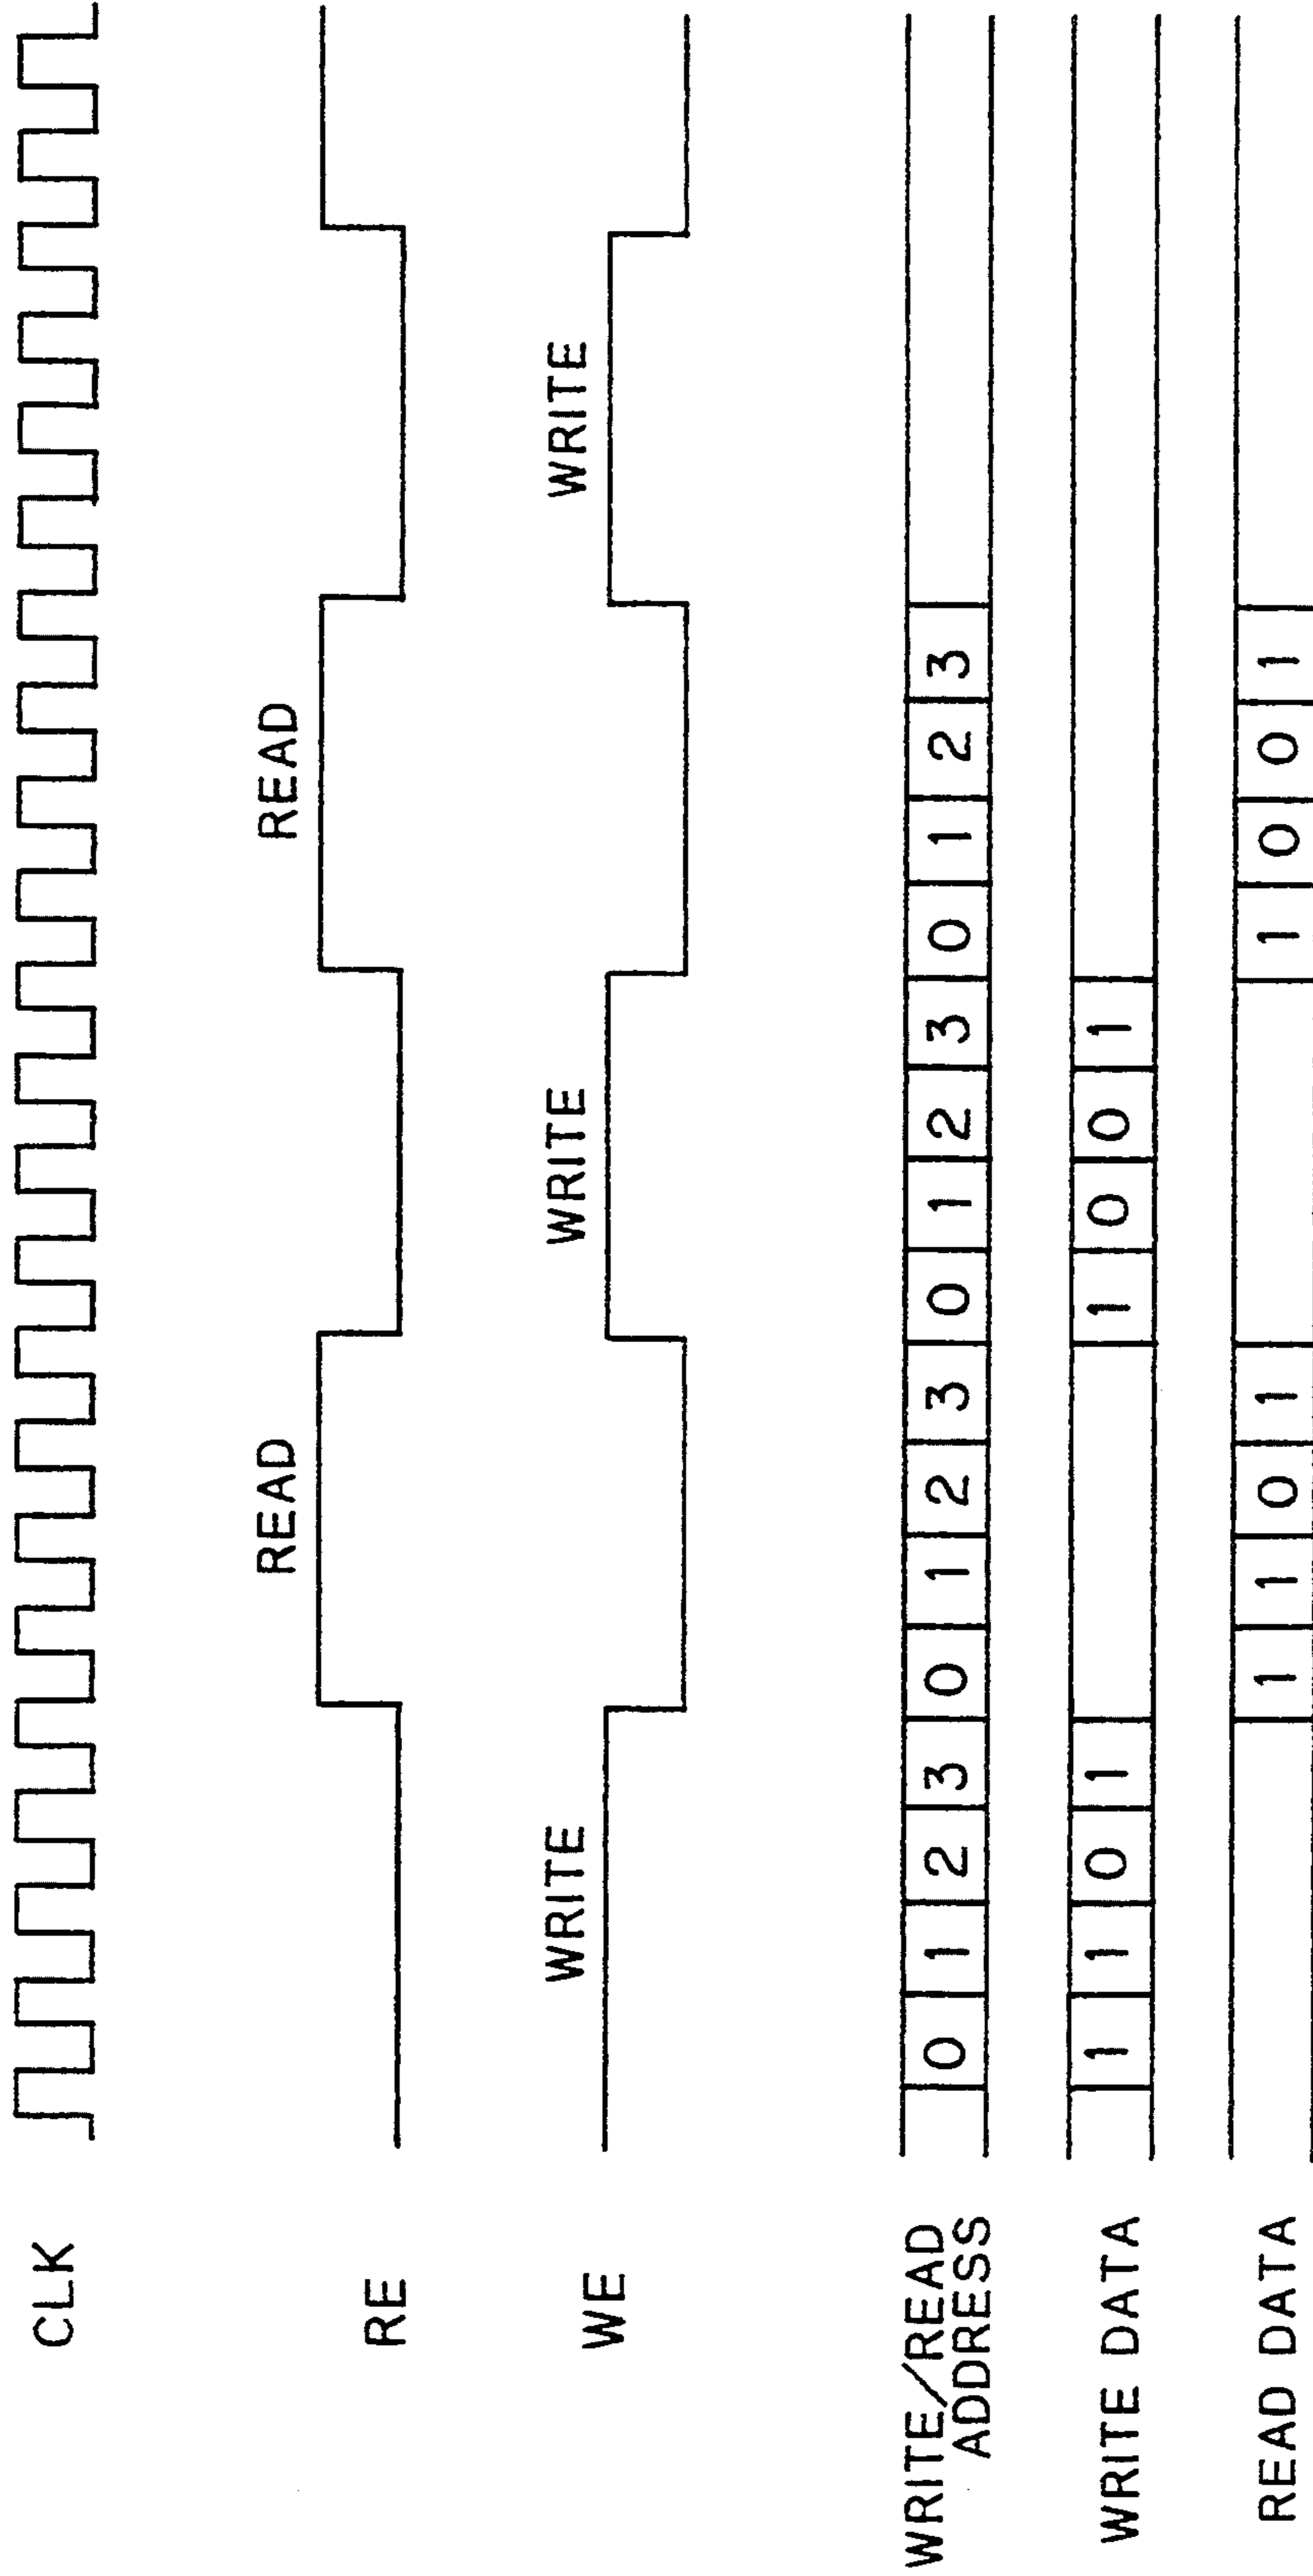 CLK
RE
READ
READ
WE
WRITE
WRITE
WRITE
WRITE/READ
ADDRESS
0 1 2 3 0 1 2 3 0 1 2 3 0 1 2 3
WRITE DATA
1 1 0 1 1 0 0 1
READ DATA
1 1 0 1 1 0 0 1